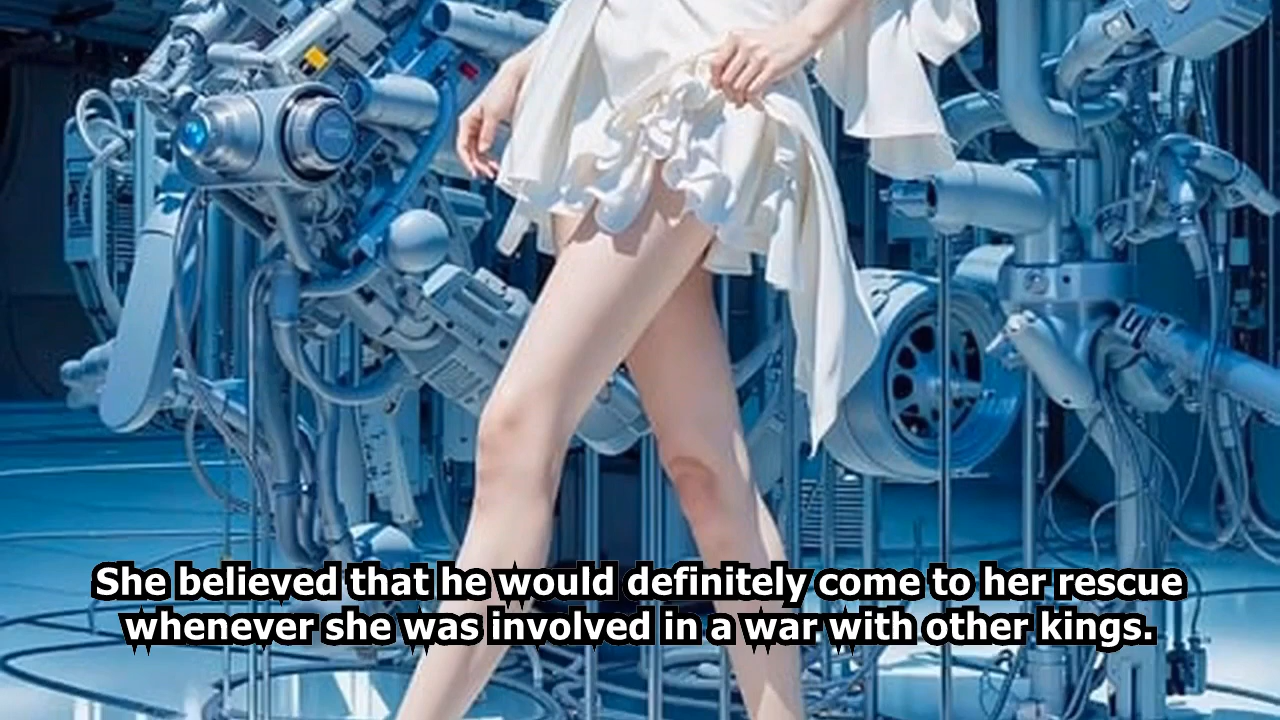 She believed that he would definitely come to her rescue
whenever she was involved in a war with other kings.